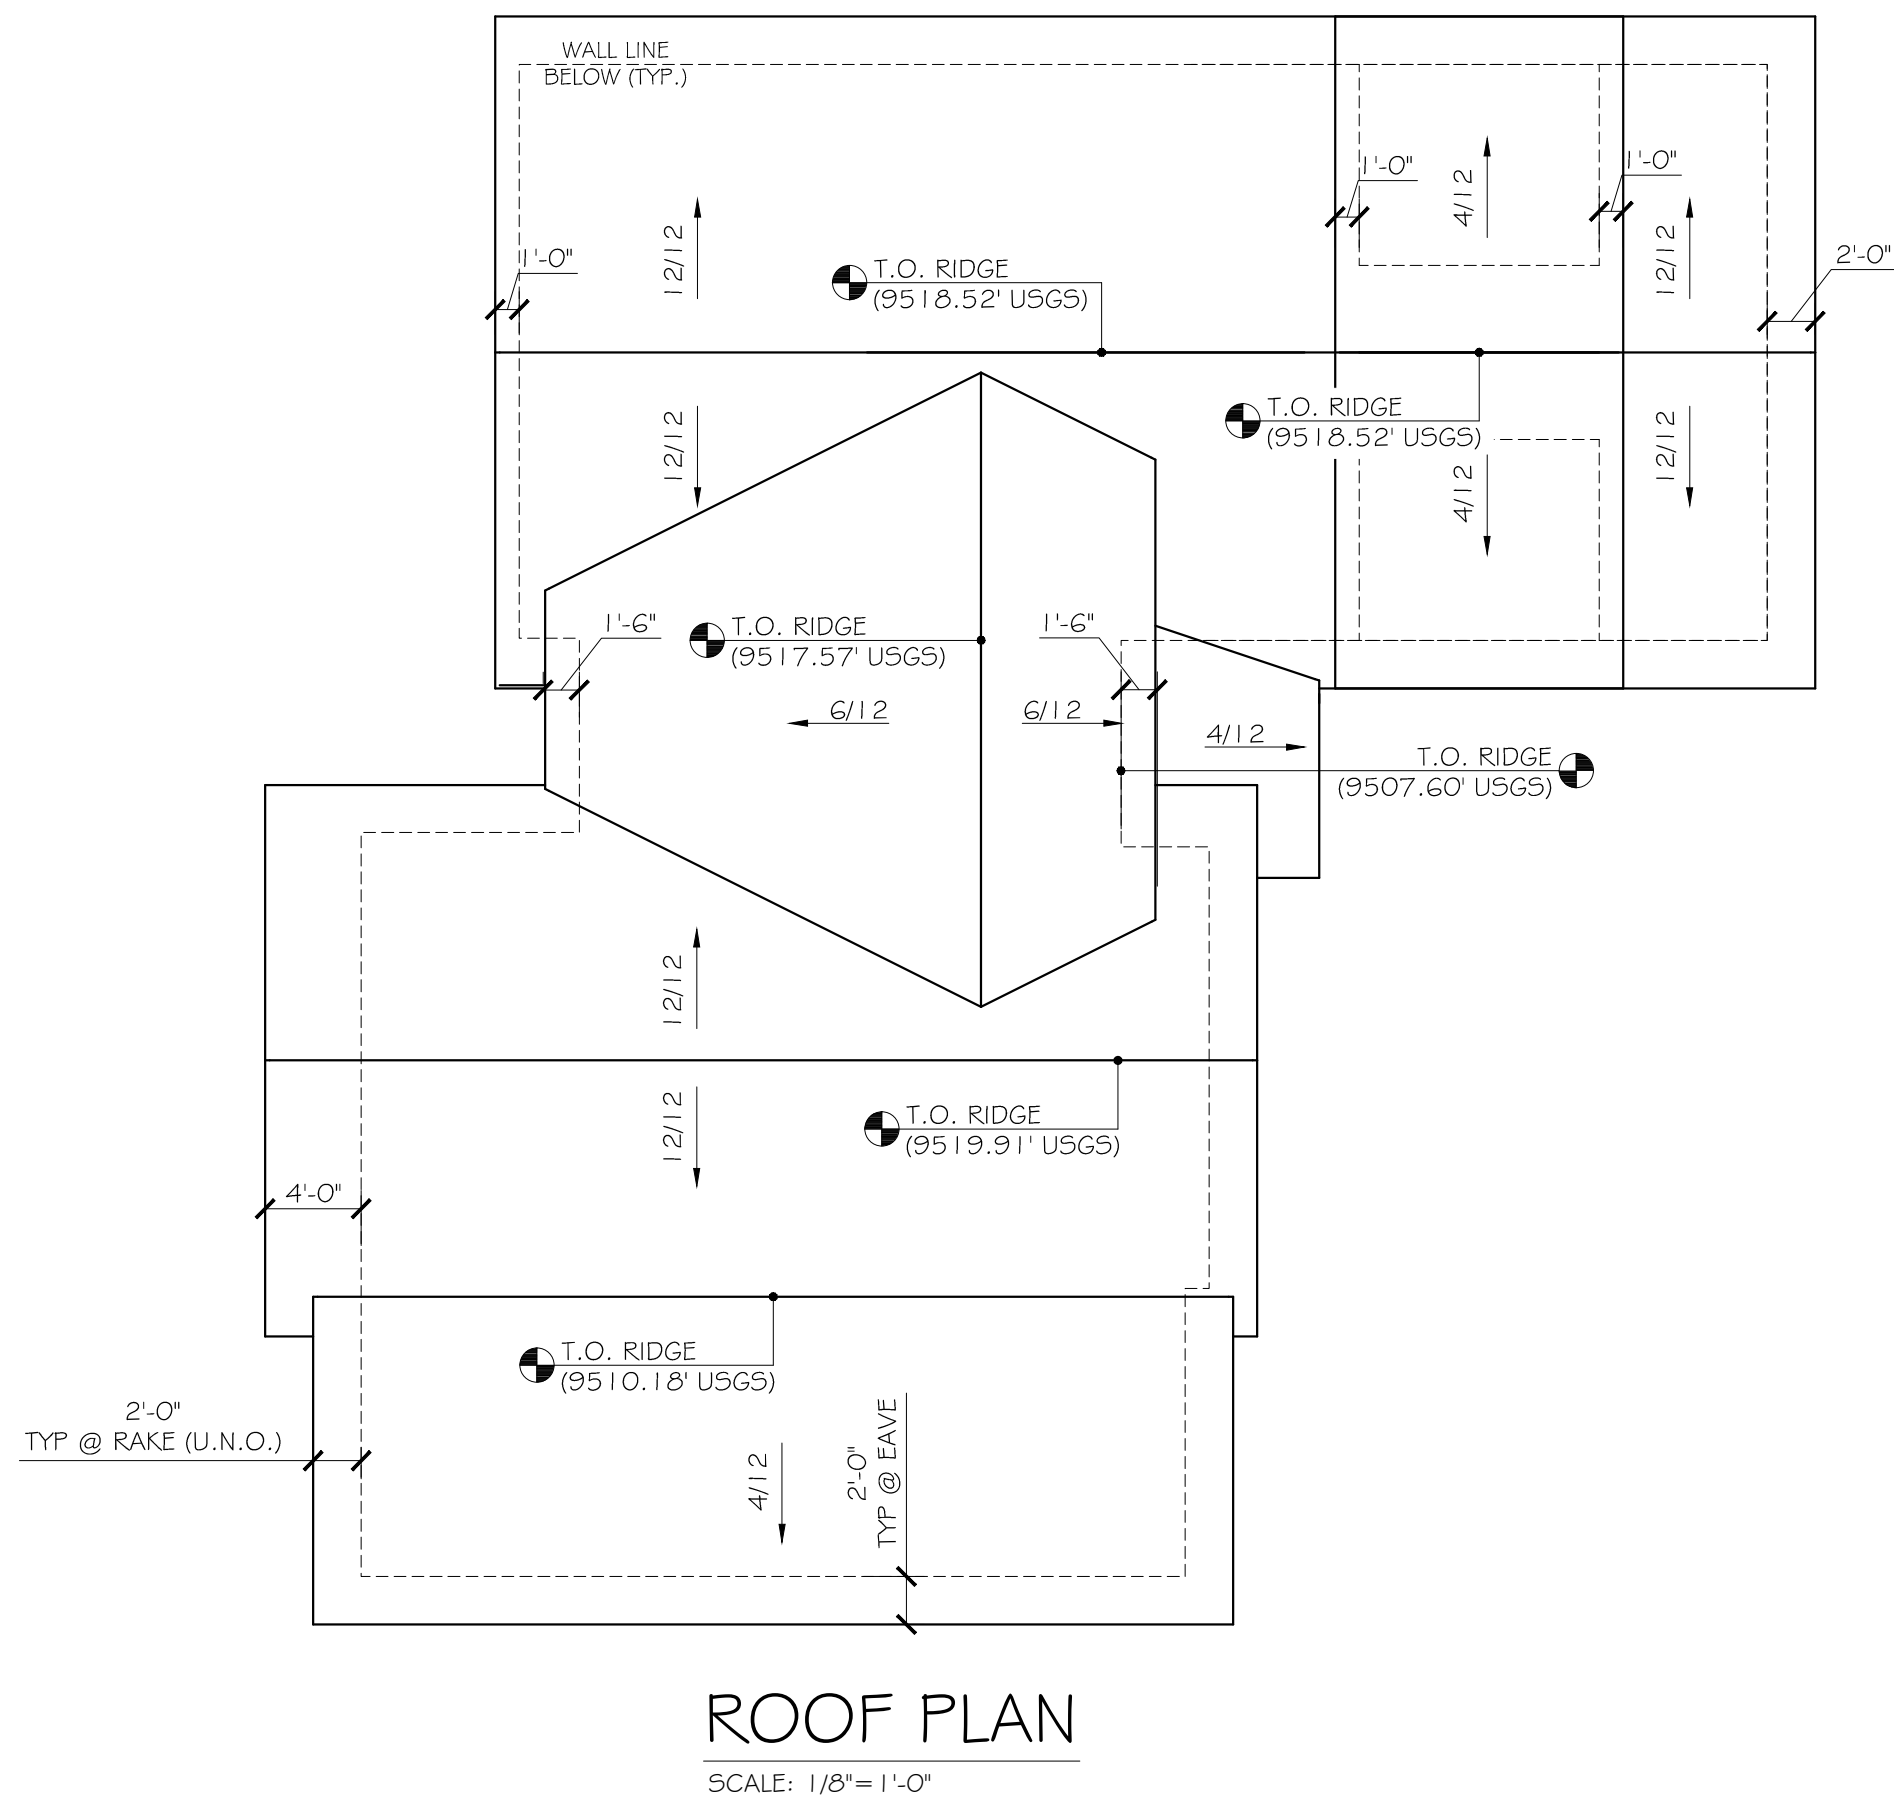 WALL LINE
BELOW (TYP.)
1'-0"
1'-0"
4/12
1'-0"
12/12
12/12
2'-0"
1'-0"
T.O. RIDGE
(9518.52' USGS)
T.O. RIDGE
(9518.52' USGS)
12/12
12/12
4/12
1'-6"
T.O. RIDGE
(9517.57' USGS)
1'-6"
6/12
6/12
4/12
T.O. RIDGE
(9507.60' USGS)
12/12
12/12
T.O. RIDGE
(9519.91' USGS)
4'-0"
T.O. RIDGE
(9510.18' USGS)
2'-0"
TYP @ RAKE (U.N.O.)
4/12
2'-0"
TYP @ EAVE
ROOF PLAN
SCALE: 1/8"=1'-0"